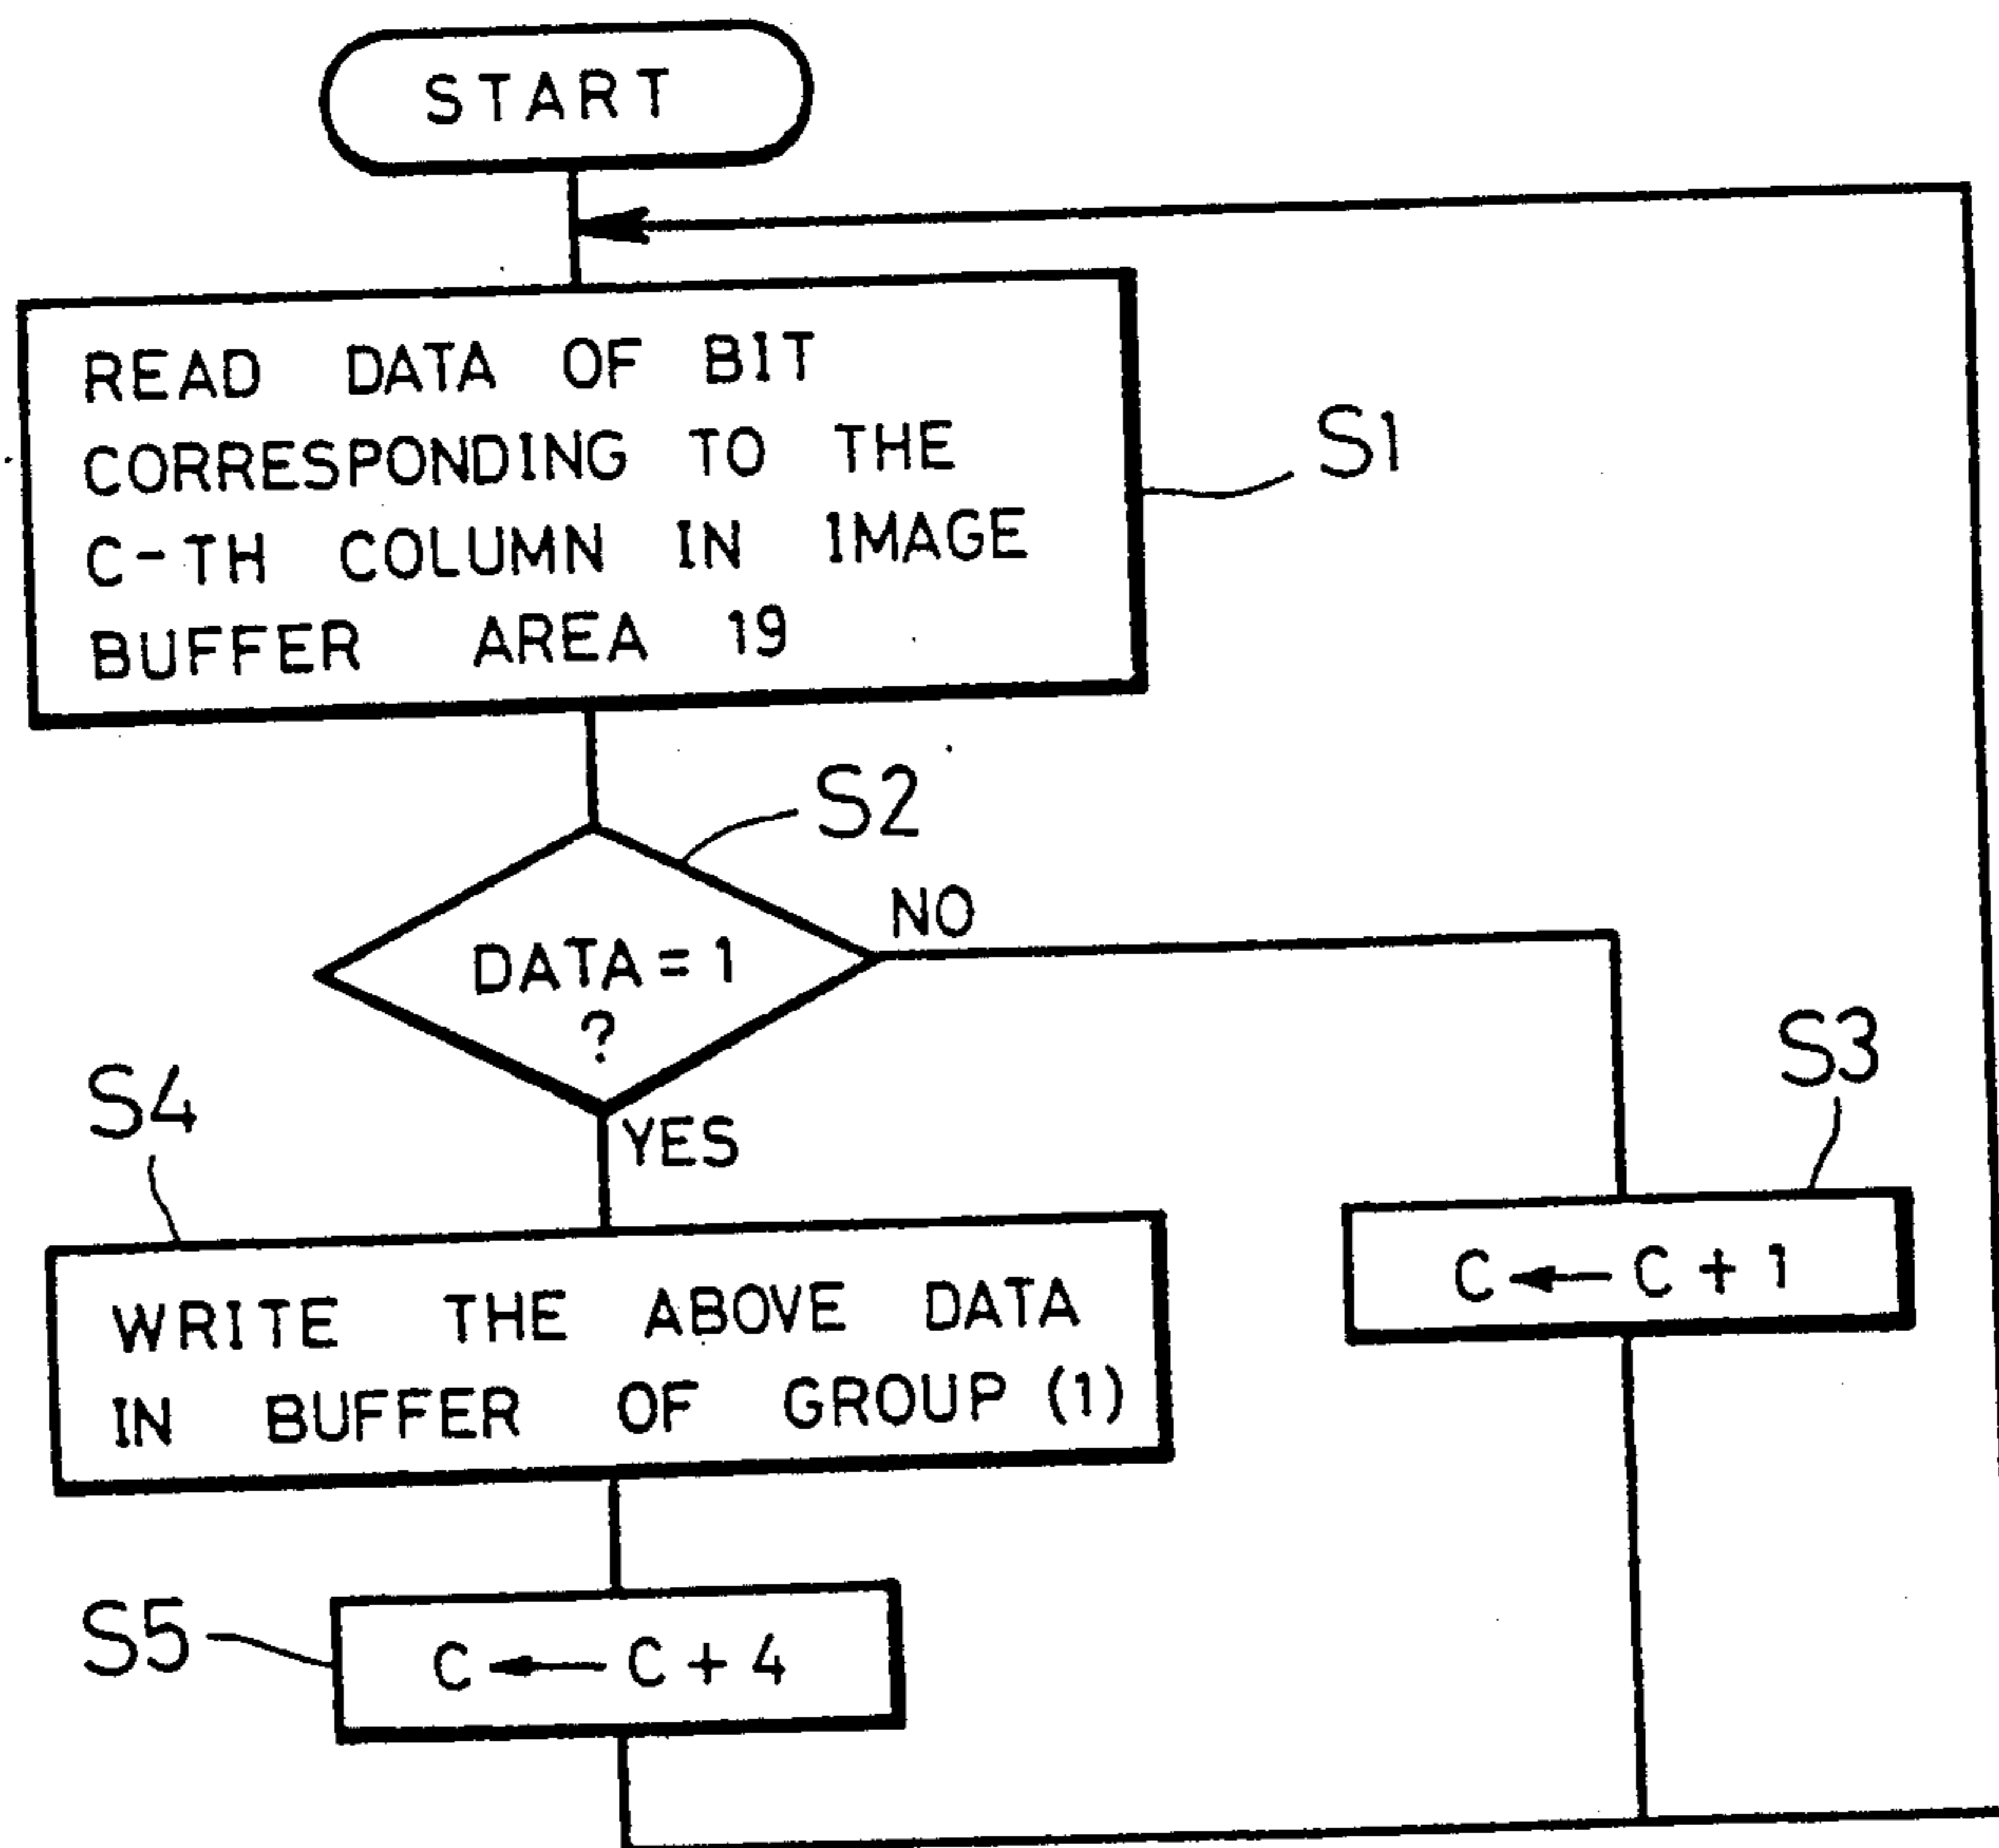 START
READ DATA OF BIT
CORRESPONDING TO THE
C-TH COLUMN IN IMAGE
BUFFER AREA 19
S1
S2
DATA=1
?
NO
YES
S3
C ← C + 1
S4
WRITE THE ABOVE DATA
IN BUFFER OF GROUP (1)
S5
C ← C + 4